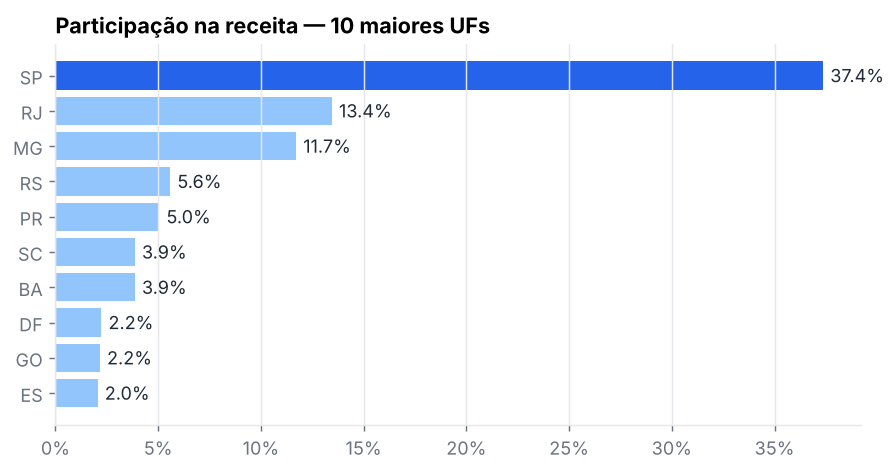 Participação na receita — 10 maiores UFs
SP 37.4%
RJ 13.4%
MG 11.7%
RS 5.6%
PR 5.0%
SC 3.9%
BA 3.9%
DF 2.2%
GO 2.2%
ES 2.0%
0% 5% 10% 15% 20% 25% 30% 35%